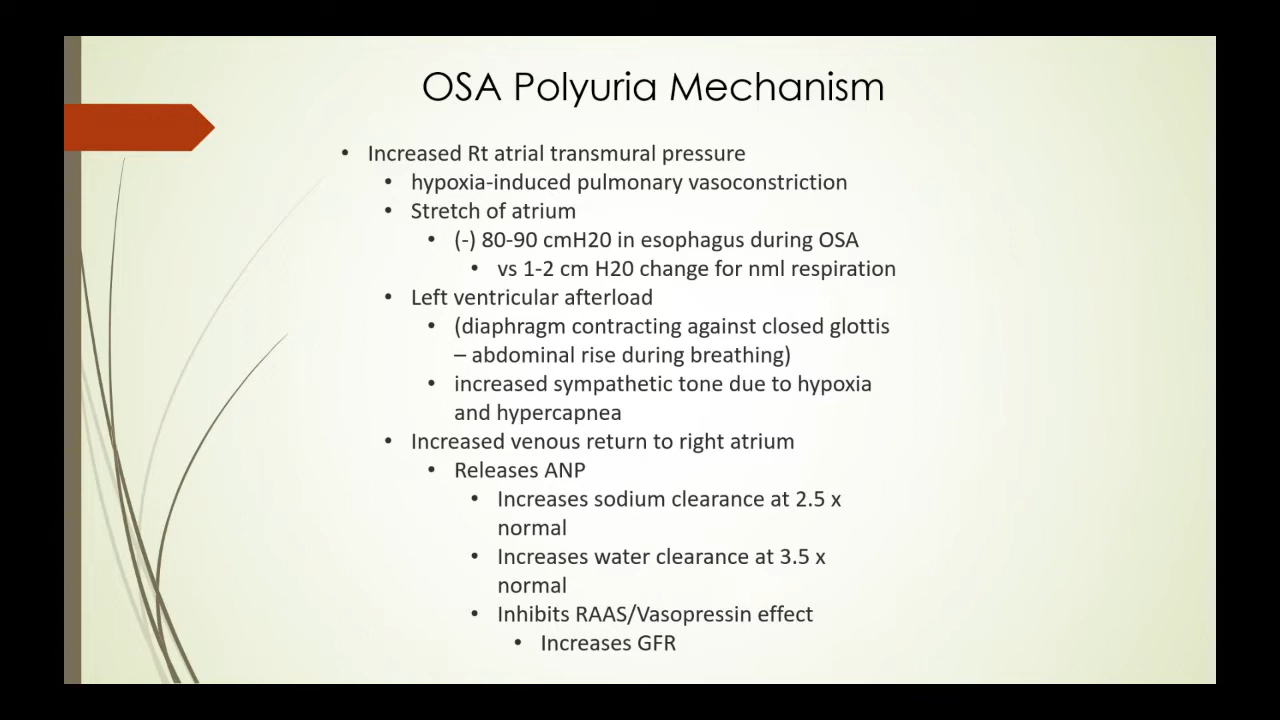 OSA Polyuria Mechanism
• Increased Rt atrial transmural pressure
• hypoxia-induced pulmonary vasoconstriction
• Stretch of atrium
• (-) 80-90 cmH20 in esophagus during OSA
• vs 1-2 cm H20 change for nml respiration
• Left ventricular afterload
• (diaphragm contracting against closed glottis
– abdominal rise during breathing)
• increased sympathetic tone due to hypoxia
and hypercapnea
• Increased venous return to right atrium
• Releases ANP
• Increases sodium clearance at 2.5 x
normal
• Increases water clearance at 3.5 x
normal
• Inhibits RAAS/Vasopressin effect
• Increases GFR